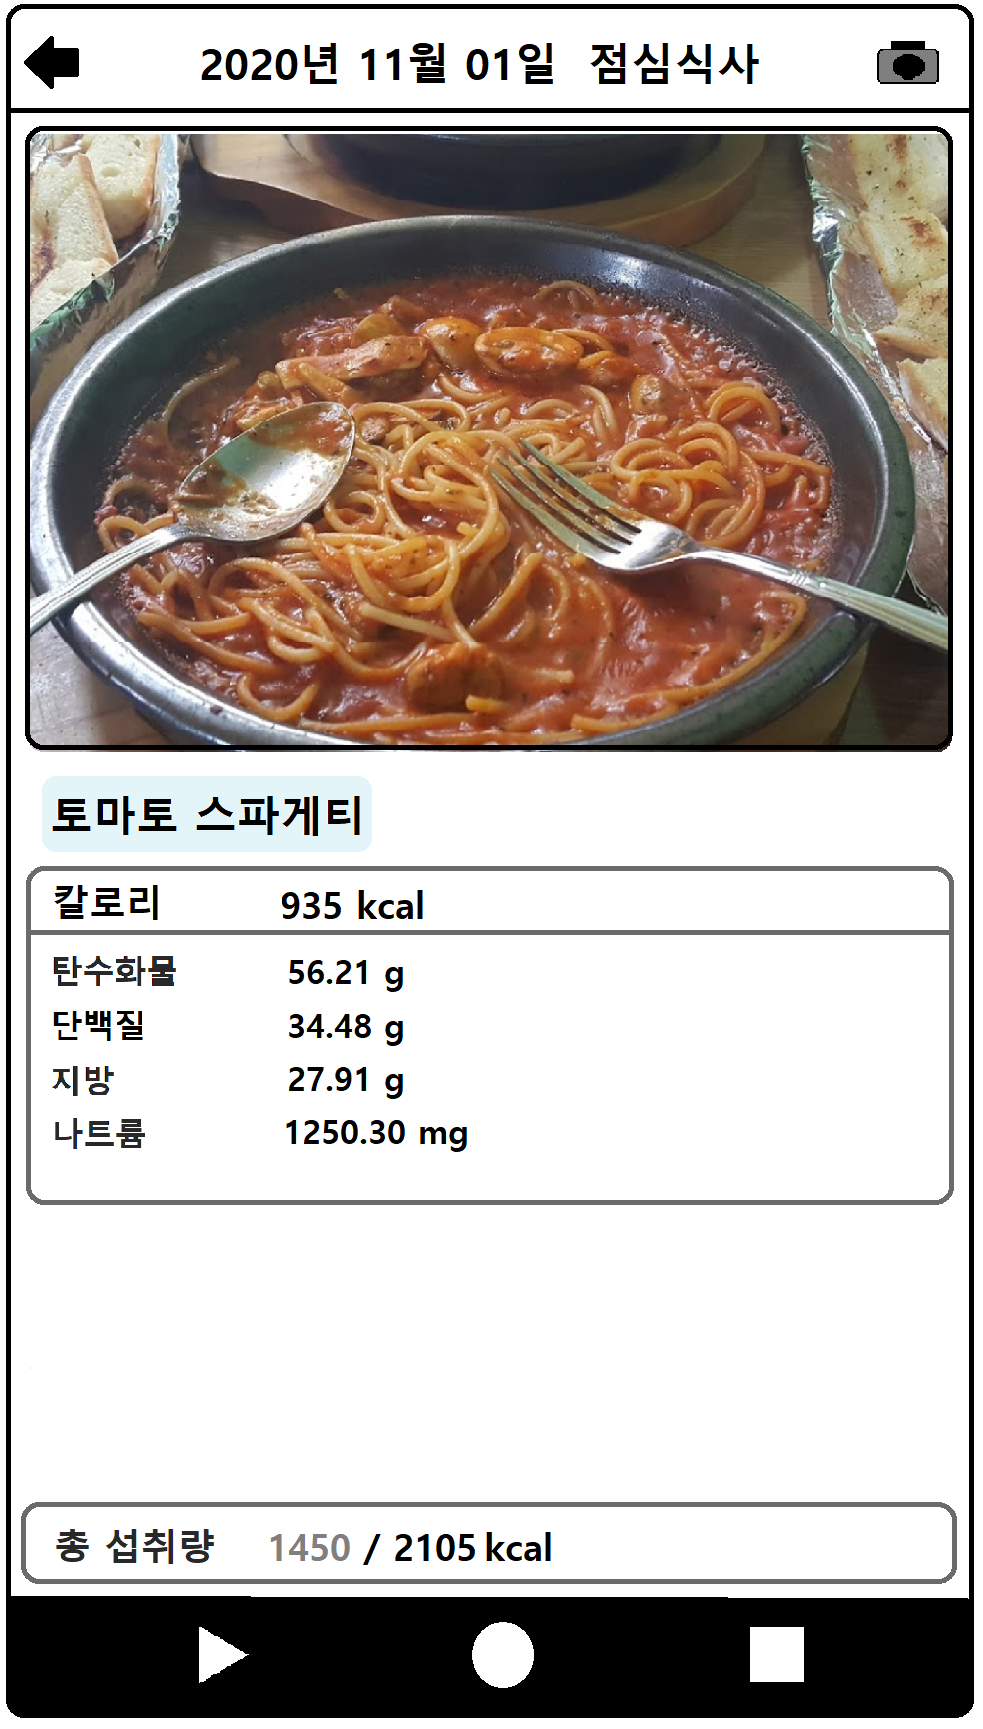 2020년 11월 01일 점심식사
토마토 스파게티
칼로리 935 kcal
탄수화물 56.21 g
단백질 34.48 g
지방 27.91 g
나트륨 1250.30 mg
총 섭취량 1450 / 2105 kcal